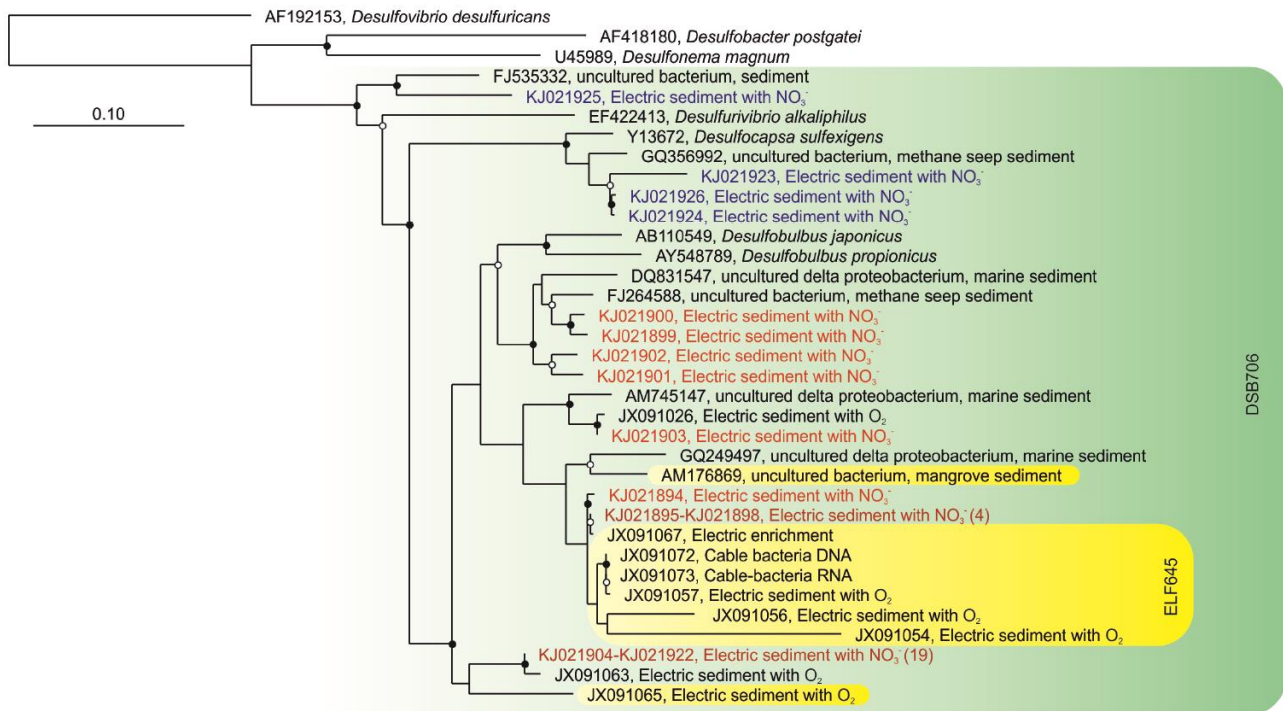 AF192153, Desulfovibrio desulfuricans
AF418180, Desulfobacter postgatei
U45989, Desulfonema magnum
FJ535332, uncultured bacterium, sediment
KJ021925, Electric sediment with NO₃⁻
0.10
EF422413, Desulfurivibrio alkaliphilus
Y13672, Desulfocapsa sulfexigens
GQ356992, uncultured bacterium, methane seep sediment
KJ021923, Electric sediment with NO₃⁻
KJ021926, Electric sediment with NO₃⁻
KJ021924, Electric sediment with NO₃⁻
AB110549, Desulfobulbus japonicus
AY548789, Desulfobulbus propionicus
DQ831547, uncultured delta proteobacterium, marine sediment
FJ264588, uncultured bacterium, methane seep sediment
KJ021900, Electric sediment with NO₃⁻
KJ021899, Electric sediment with NO₃⁻
KJ021902, Electric sediment with NO₃⁻
KJ021901, Electric sediment with NO₃⁻
AM745147, uncultured delta proteobacterium, marine sediment
JX091026, Electric sediment with O₂
KJ021903, Electric sediment with NO₃⁻
GQ249497, uncultured delta proteobacterium, marine sediment
AM176869, uncultured bacterium, mangrove sediment
KJ021894, Electric sediment with NO₃⁻
KJ021895-KJ021898, Electric sediment with NO₃⁻ (4)
JX091067, Electric enrichment
JX091072, Cable bacteria DNA
JX091073, Cable-bacteria RNA
JX091057, Electric sediment with O₂
JX091056, Electric sediment with O₂
JX091054, Electric sediment with O₂
KJ021904-KJ021922, Electric sediment with NO₃⁻ (19)
JX091063, Electric sediment with O₂
JX091065, Electric sediment with O₂
ELF645
DSB706